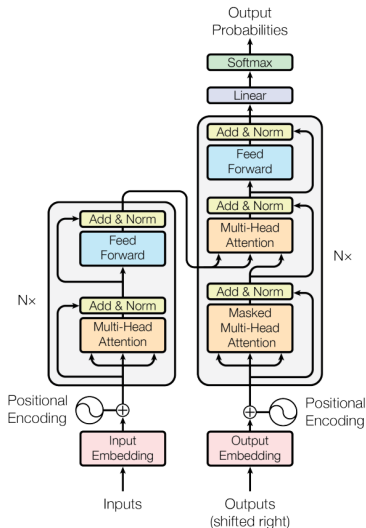 Output
Probabilities
Softmax
Linear
Add & Norm
Feed
Forward
Add & Norm
Multi-Head
Attention
Add & Norm
Masked
Multi-Head
Attention
Nx
Add & Norm
Feed
Forward
Add & Norm
Multi-Head
Attention
Nx
Positional
Encoding
Input
Embedding
Inputs
Positional
Encoding
Output
Embedding
Outputs
(shifted right)